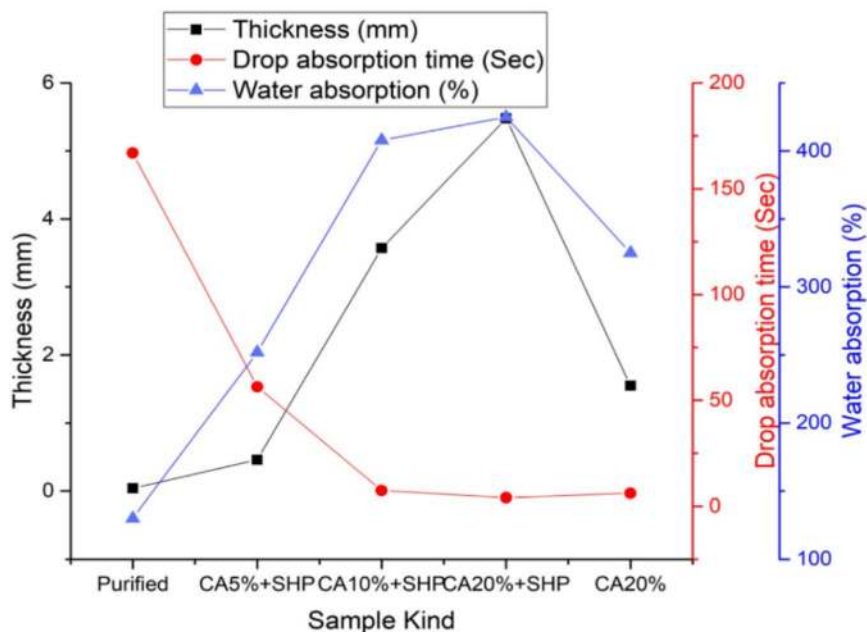 Thickness (mm)
Drop absorption time (Sec)
Water absorption (%)
6
4
2
0
Thickness (mm)
200
150
100
50
0
Drop absorption time (Sec)
400
300
200
100
Water absorption (%)
Purified
CA5%+SHP
CA10%+SHP
CA20%+SHP
CA20%
Sample Kind